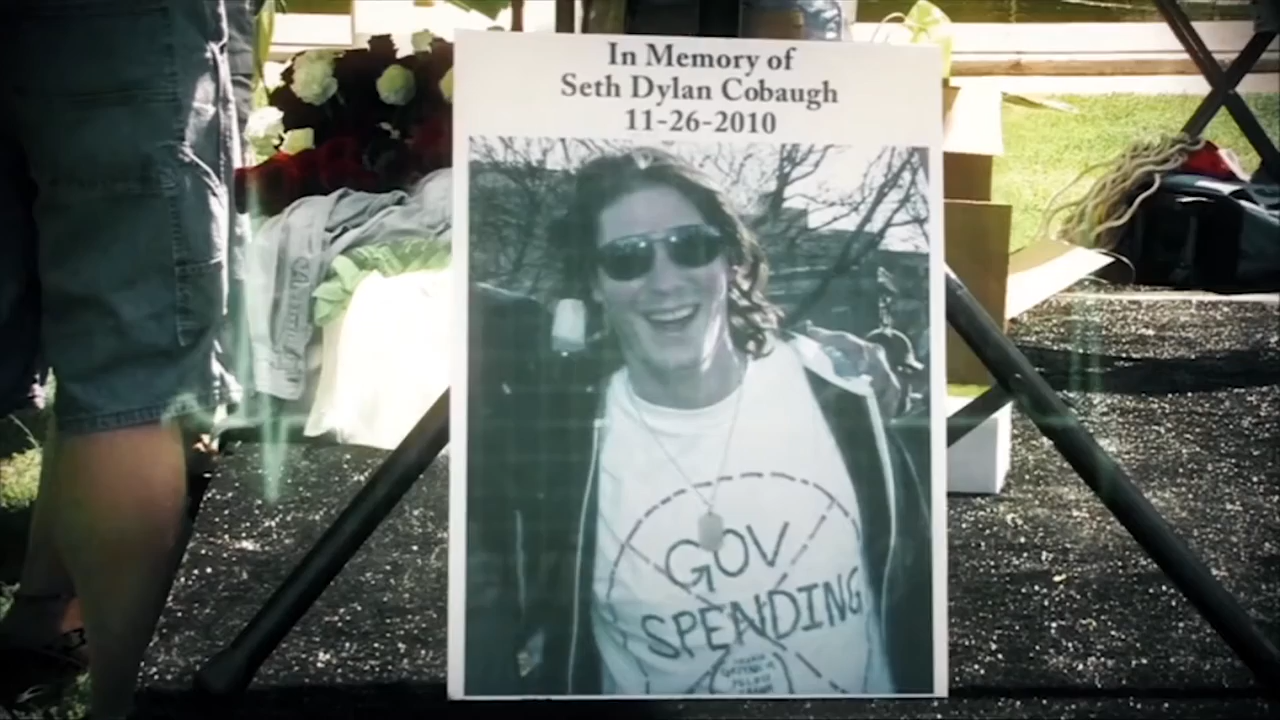 In Memory of
Seth Dylan Cobaugh
11-26-2010
GOV
SPENDING